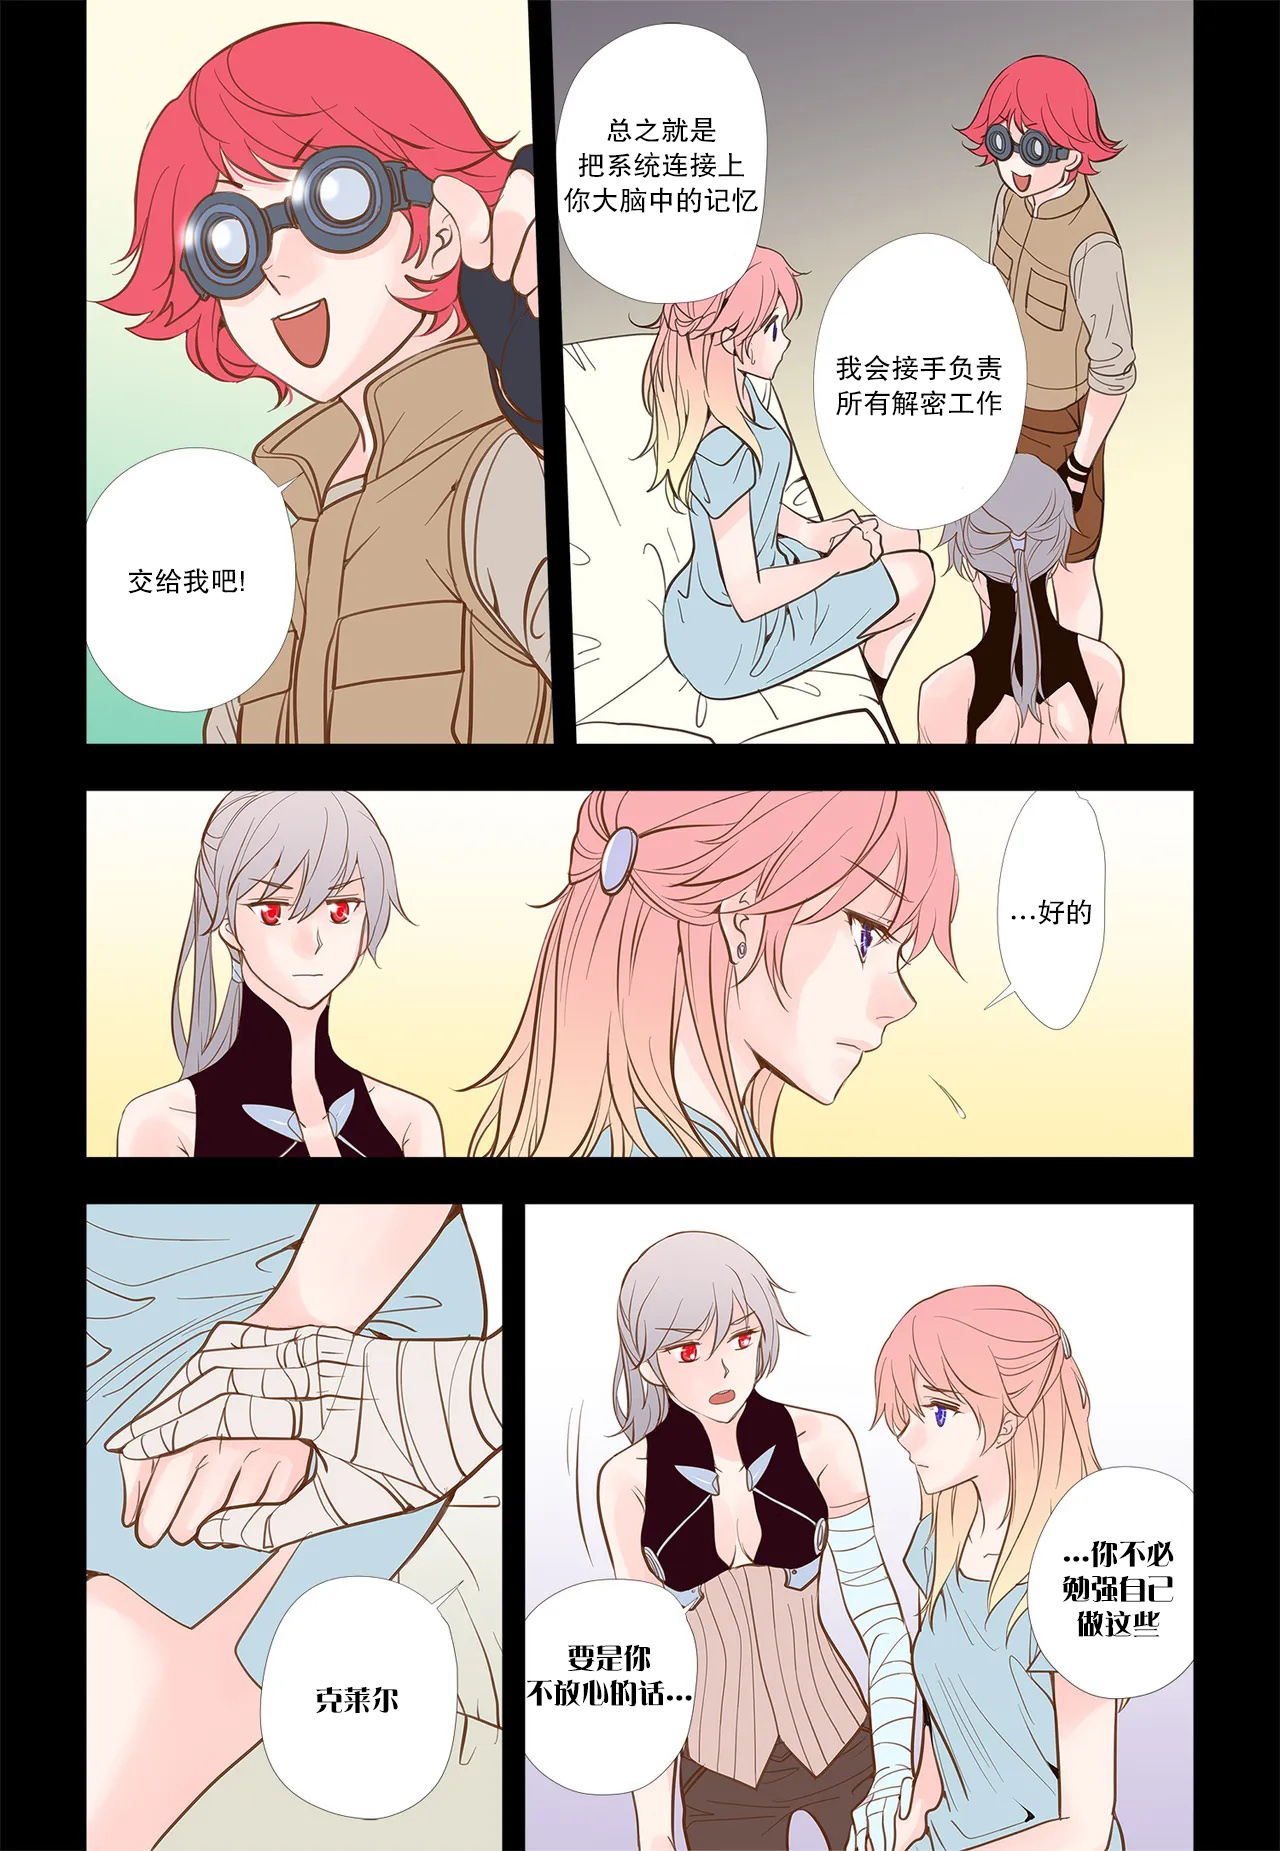 总之就是
把系统连接上
你大脑中的记忆
我会接手负责
所有解密工作
交给我吧!
…好的
…你不必
勉强自己
做这些
要是你
不放心的话…
克莱尔